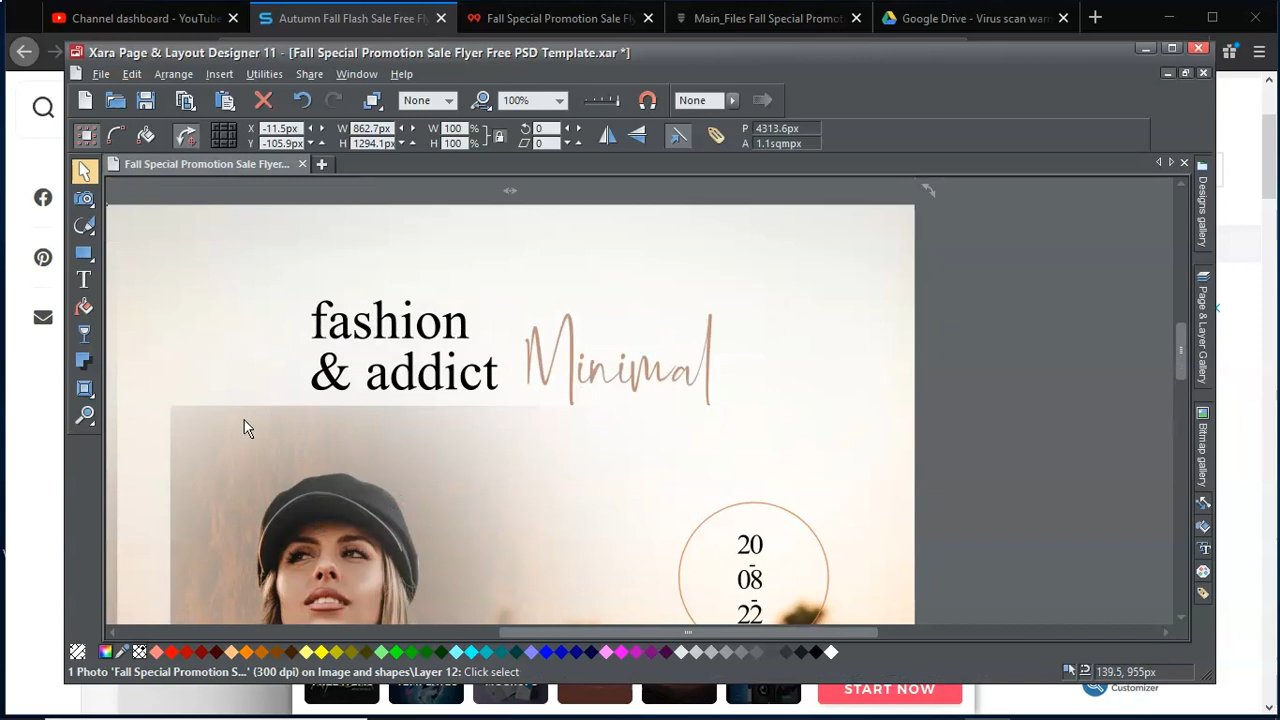 Channel dashboard - YouTube
Autumn Fall Flash Sale Free Fly
Fall Special Promotion Sale Fly
Main_Files Fall Special Promot
Google Drive - Virus scan warn
Xara Page & Layout Designer 11 - [Fall Special Promotion Sale Flyer Free PSD Template.xar *]
File Edit Arrange Insert Utilities Share Window Help
None 100% None
X -11.5px W 862.7px W 100 % 0 P 4313.6px
Y -105.9px H 1294.1px H 100 % 0 A 1.1sqmpx
Fall Special Promotion Sale Flyer...
Designs gallery
Page & Layer Gallery
Bitmap gallery
fashion
& addict
Minimal
20
-
08
-
22
1 Photo 'Fall Special Promotion S...' (300 dpi) on Image and shapes\Layer 12: Click select
139.5, 955px
START NOW
Customizer